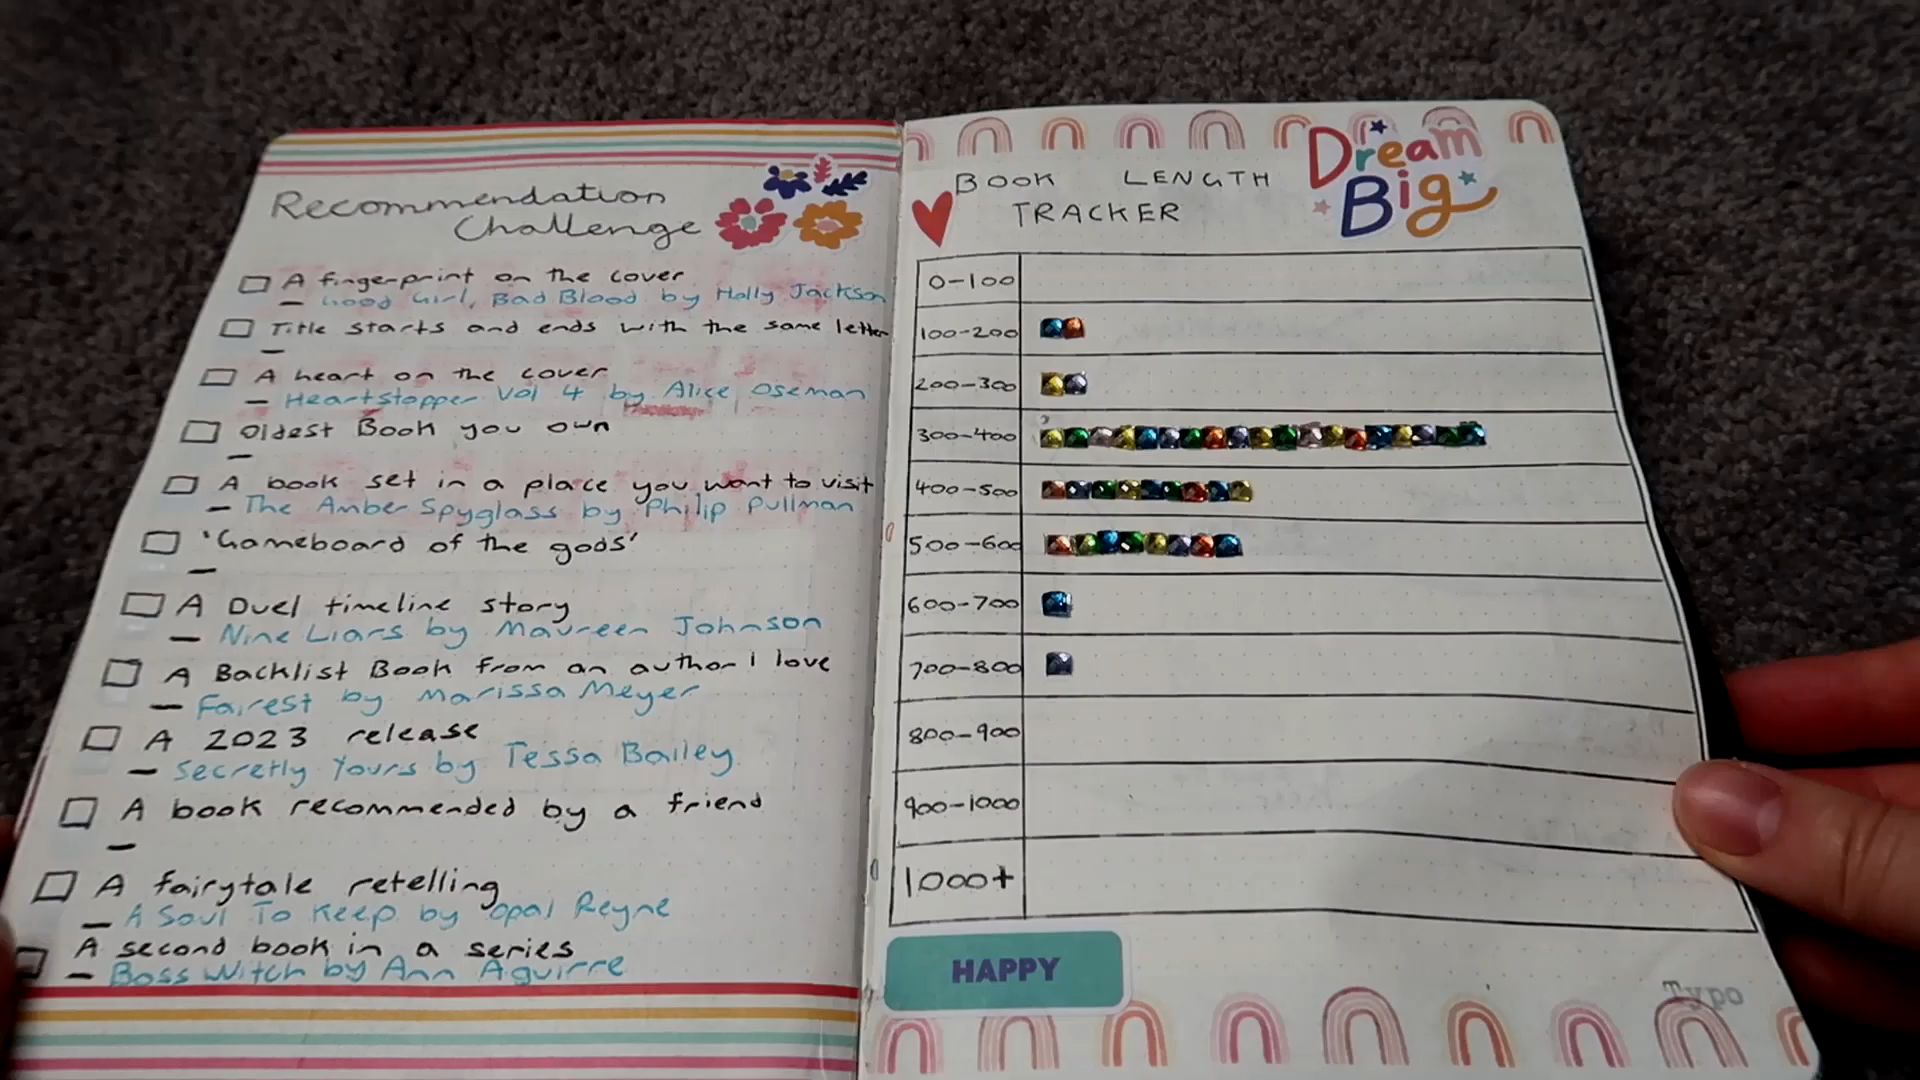 Recommendation
Challenge
A fingerprint on the cover
- Good Girl, Bad Blood by Holly Jackson
Title starts and ends with the same letter
-
A heart on the cover
- Heartstopper Vol 4 by Alice Oseman
Oldest Book you own
-
A book set in a place you want to visit
- The Amber Spyglass by Philip Pullman
'Gameboard of the gods'
-
A Duel timeline story
- Nine Liars by Maureen Johnson
A Backlist Book from an author I love
- Fairest by Marissa Meyer
A 2023 release
- Secretly Yours by Tessa Bailey
A book recommended by a friend
-
A fairytale retelling
- A Soul To Keep by Opal Reyne
A second book in a series
- Boss Witch by Ann Aguirre
Dream
Big
BOOK LENGTH
TRACKER
0-100
100-200
200-300
300-400
400-500
500-600
600-700
700-800
800-900
900-1000
1000+
HAPPY
Typo